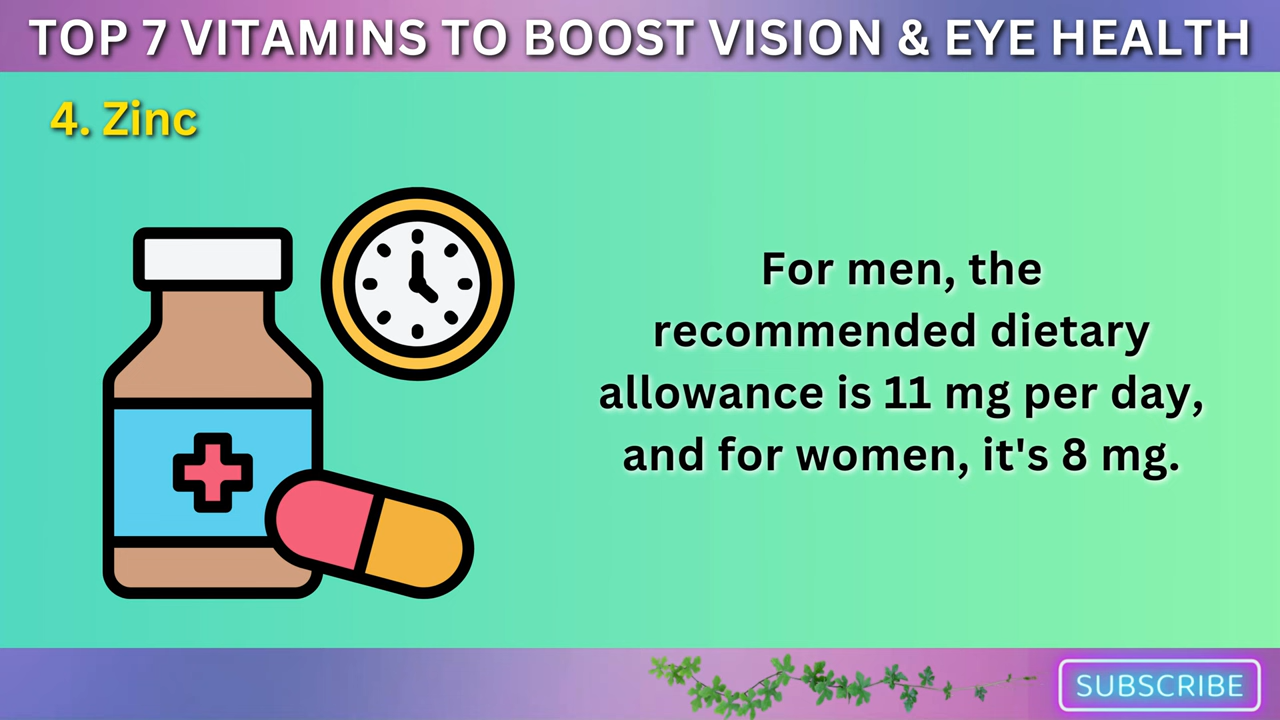 TOP 7 VITAMINS TO BOOST VISION & EYE HEALTH
4. Zinc
For men, the
recommended dietary
allowance is 11 mg per day,
and for women, it's 8 mg.
SUBSCRIBE